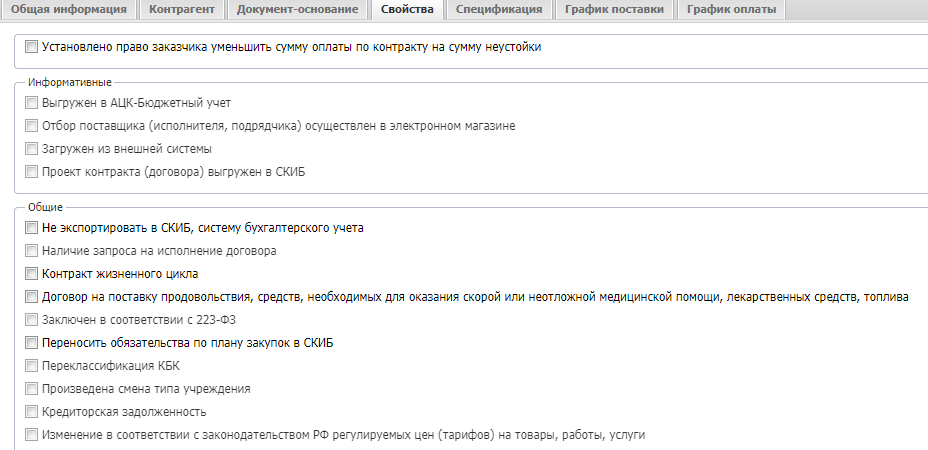 Общая информация Контрагент Документ-основание Свойства Спецификация График поставки График оплаты
Установлено право заказчика уменьшить сумму оплаты по контракту на сумму неустойки
Информативные
Выгружен в АЦК-Бюджетный учет
Отбор поставщика (исполнителя, подрядчика) осуществлен в электронном магазине
Загружен из внешней системы
Проект контракта (договора) выгружен в СКИБ
Общие
Не экспортировать в СКИБ, систему бухгалтерского учета
Наличие запроса на исполнение договора
Контракт жизненного цикла
Договор на поставку продовольствия, средств, необходимых для оказания скорой или неотложной медицинской помощи, лекарственных средств, топлива
Заключен в соответствии с 223-ФЗ
Переносить обязательства по плану закупок в СКИБ
Переклассификация КБК
Произведена смена типа учреждения
Кредиторская задолженность
Изменение в соответствии с законодательством РФ регулируемых цен (тарифов) на товары, работы, услуги